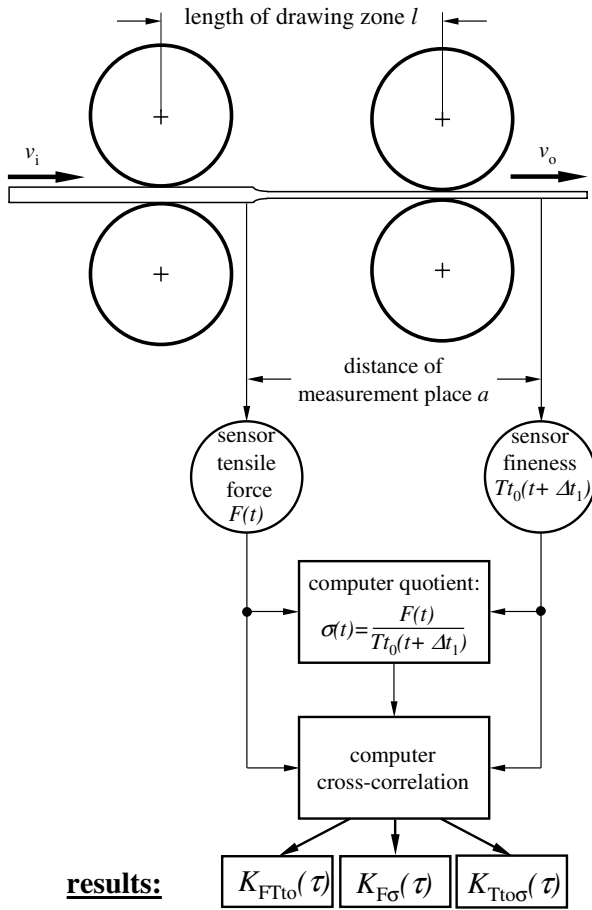 length of drawing zone l
vi
vo
distance of
measurement place a
sensor
tensile
force
F(t)
sensor
fineness
Tt0(t+ Δt1)
computer quotient:
σ(t)= F(t) / Tt0(t+ Δt1)
computer
cross-correlation
results:
KFTto(τ)
KFσ(τ)
KTtoσ(τ)